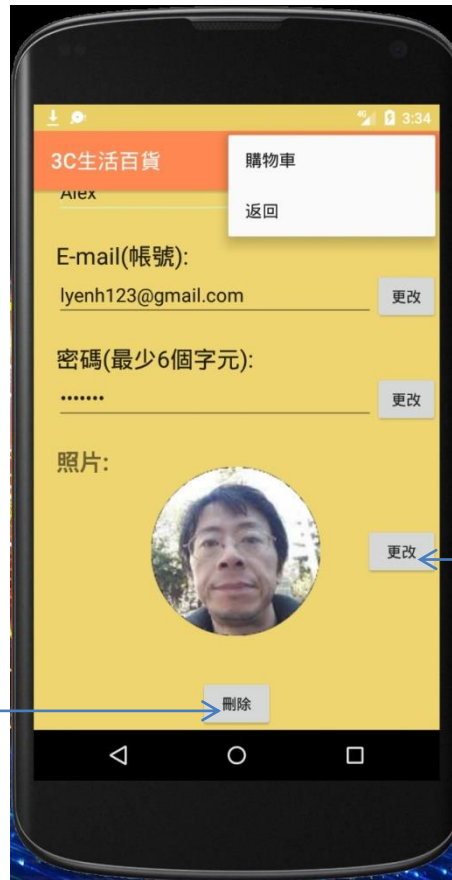 4G 3:34
3C生活百貨
購物車
Alex
返回
E-mail(帳號):
lyenh123@gmail.com
更改
密碼(最少6個字元):
•••••••
更改
照片:
更改
刪除